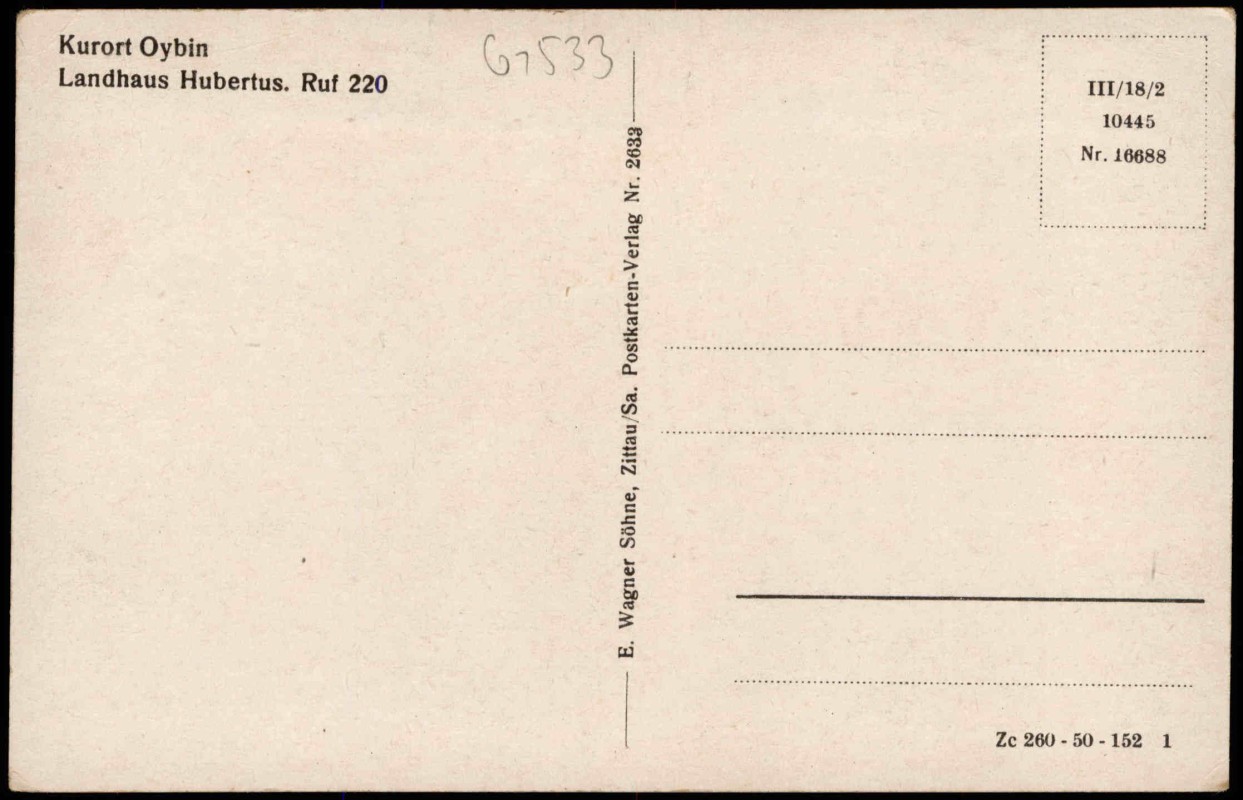 Kurort Oybin
Landhaus Hubertus. Ruf 220
67533
E. Wagner Söhne, Zittau/Sa. Postkarten-Verlag Nr. 2633
III/18/2
10445
Nr. 16688
Zc 260 - 50 - 152 1